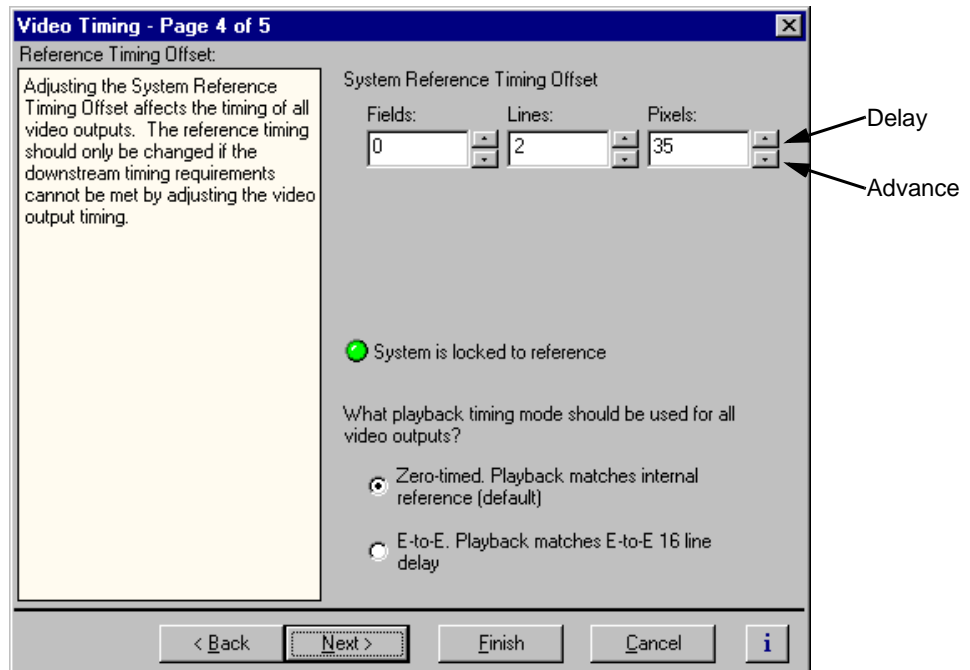 Video Timing - Page 4 of 5
Reference Timing Offset:
Adjusting the System Reference
Timing Offset affects the timing of all
video outputs. The reference timing
should only be changed if the
downstream timing requirements
cannot be met by adjusting the video
output timing.
System Reference Timing Offset
Fields: Lines: Pixels:
0 2 35
Delay
Advance
System is locked to reference
What playback timing mode should be used for all
video outputs?
Zero-timed. Playback matches internal
reference (default)
E-to-E. Playback matches E-to-E 16 line
delay
< Back Next > Finish Cancel i